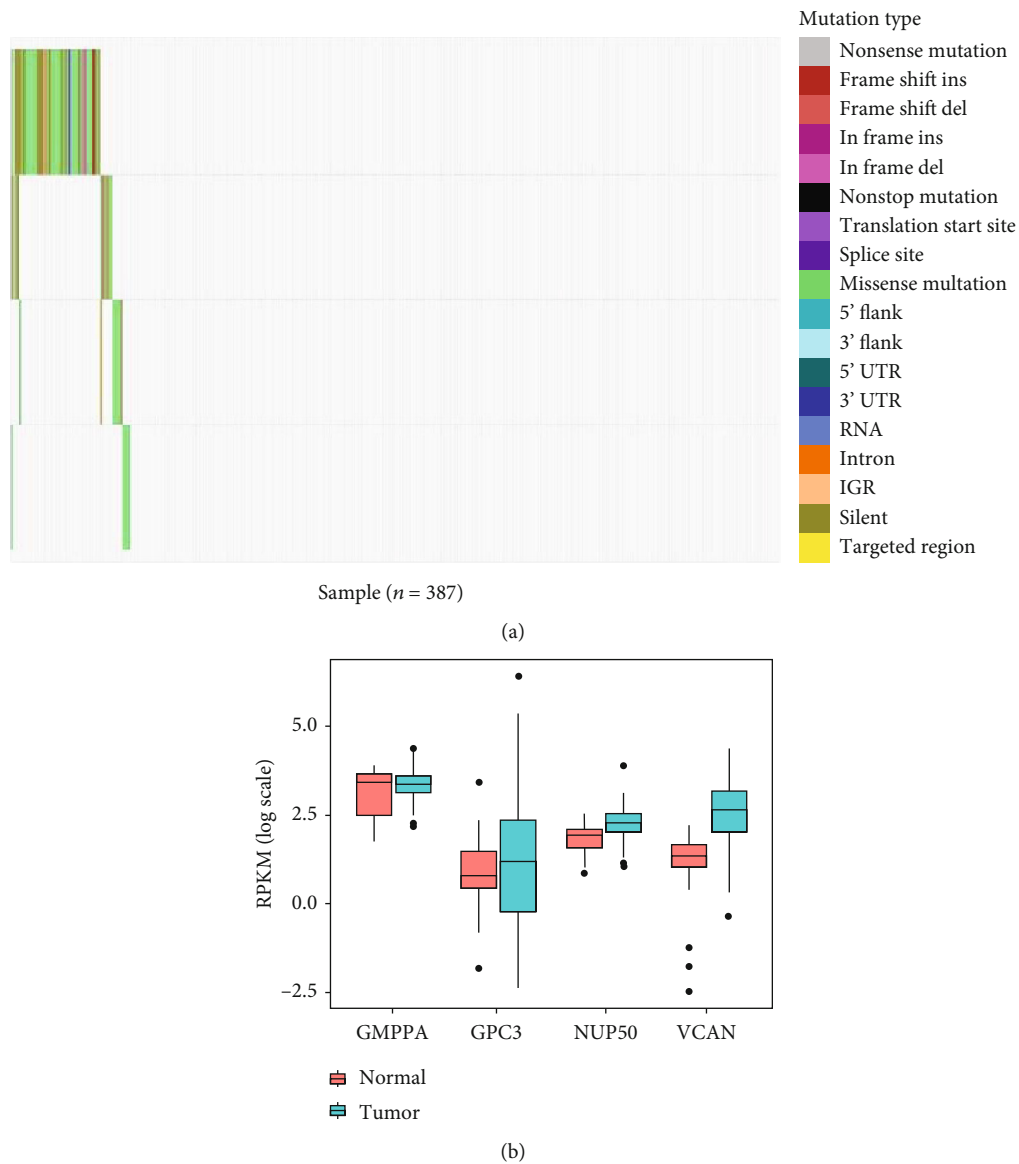 Mutation type
Nonsense mutation
Frame shift ins
Frame shift del
In frame ins
In frame del
Nonstop mutation
Translation start site
Splice site
Missense multation
5’ flank
3’ flank
5’ UTR
3’ UTR
RNA
Intron
IGR
Silent
Targeted region
Sample (n = 387)
(a)
RPKM (log scale)
5.0
2.5
0.0
−2.5
GMPPA GPC3 NUP50 VCAN
Normal
Tumor
(b)